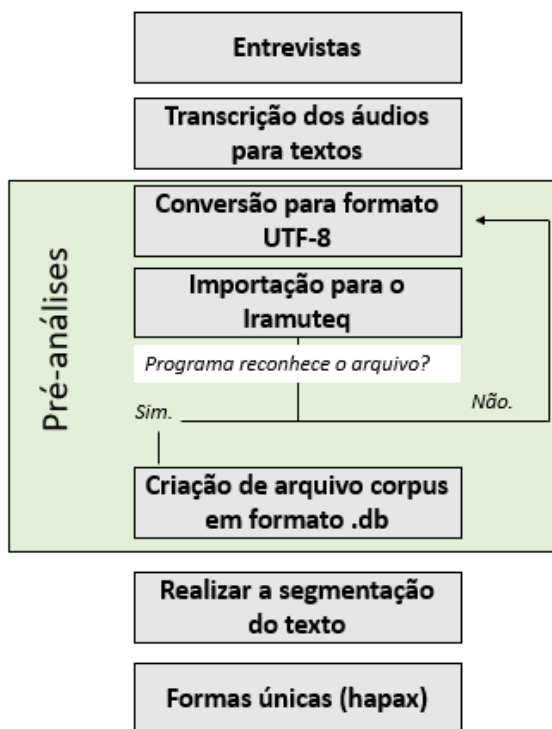 Entrevistas
Transcrição dos áudios
para textos
Pré-análises
Conversão para formato
UTF-8
Importação para o
Iramuteq
Programa reconhece o arquivo?
Sim.
Não.
Criação de arquivo corpus
em formato .db
Realizar a segmentação
do texto
Formas únicas (hapax)